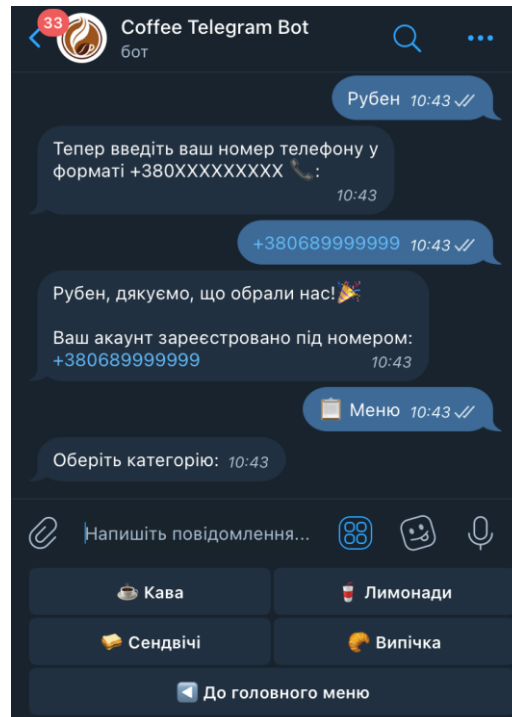 33
Coffee Telegram Bot
бот
Рубен 10:43
Тепер введіть ваш номер телефону у
форматі +380XXXXXXXXX 📞:
10:43
+380689999999 10:43
Рубен, дякуємо, що обрали нас!🎉
Ваш акаунт зареєстровано під номером:
+380689999999 10:43
📋 Меню 10:43
Оберіть категорію: 10:43
Напишіть повідомлення...
☕ Кава
🥤 Лимонади
🥪 Сендвічі
🥐 Випічка
◀️ До головного меню